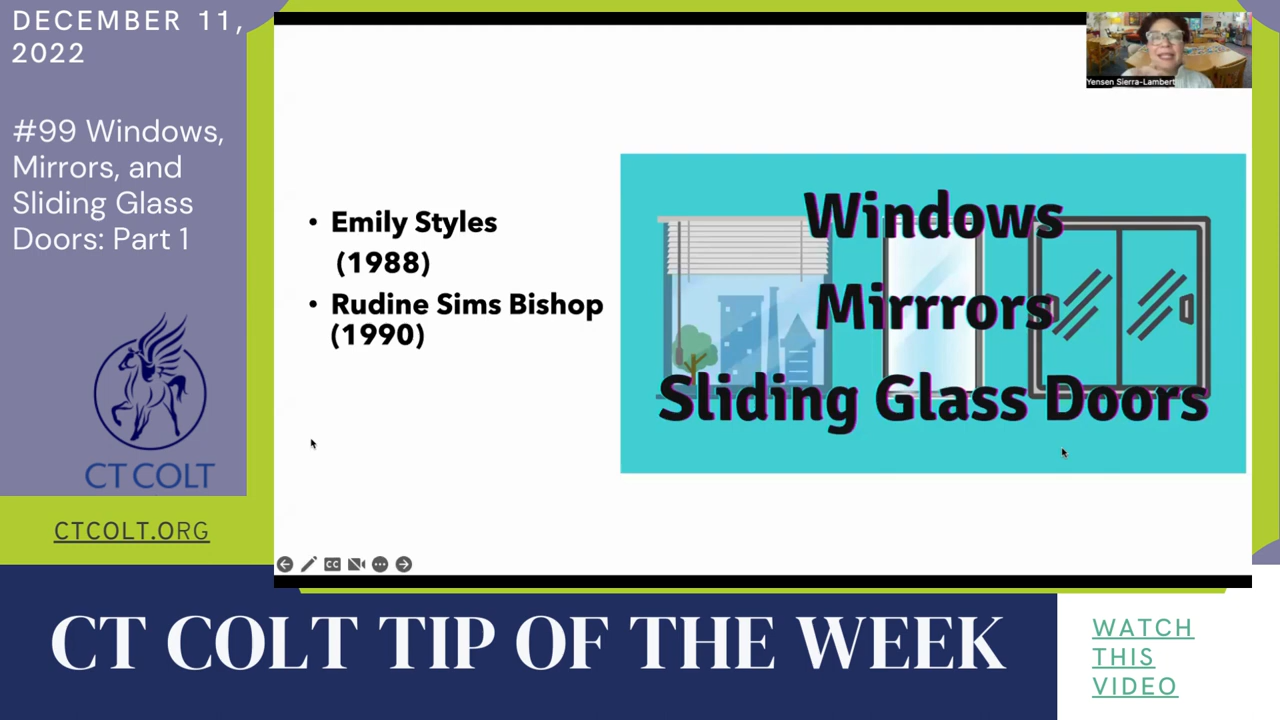 DECEMBER 11,
2022
#99 Windows,
Mirrors, and
Sliding Glass
Doors: Part 1
CT COLT
CTCOLT.ORG
• Emily Styles
(1988)
• Rudine Sims Bishop
(1990)
Windows
Mirrrors
Sliding Glass Doors
Yensen Sierra-Lambert
CC
CT COLT TIP OF THE WEEK
WATCH
THIS
VIDEO